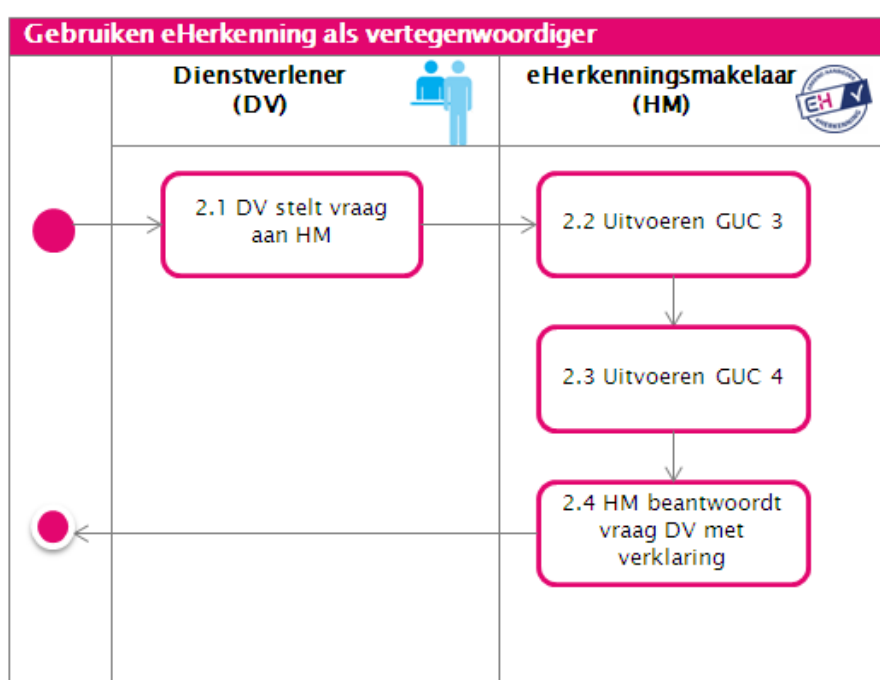 Gebruiken eHerkenning als vertegenwoordiger
Dienstverlener
(DV)
eHerkenningsmakelaar
(HM)
EH
2.1 DV stelt vraag
aan HM
2.2 Uitvoeren GUC 3
2.3 Uitvoeren GUC 4
2.4 HM beantwoordt
vraag DV met
verklaring